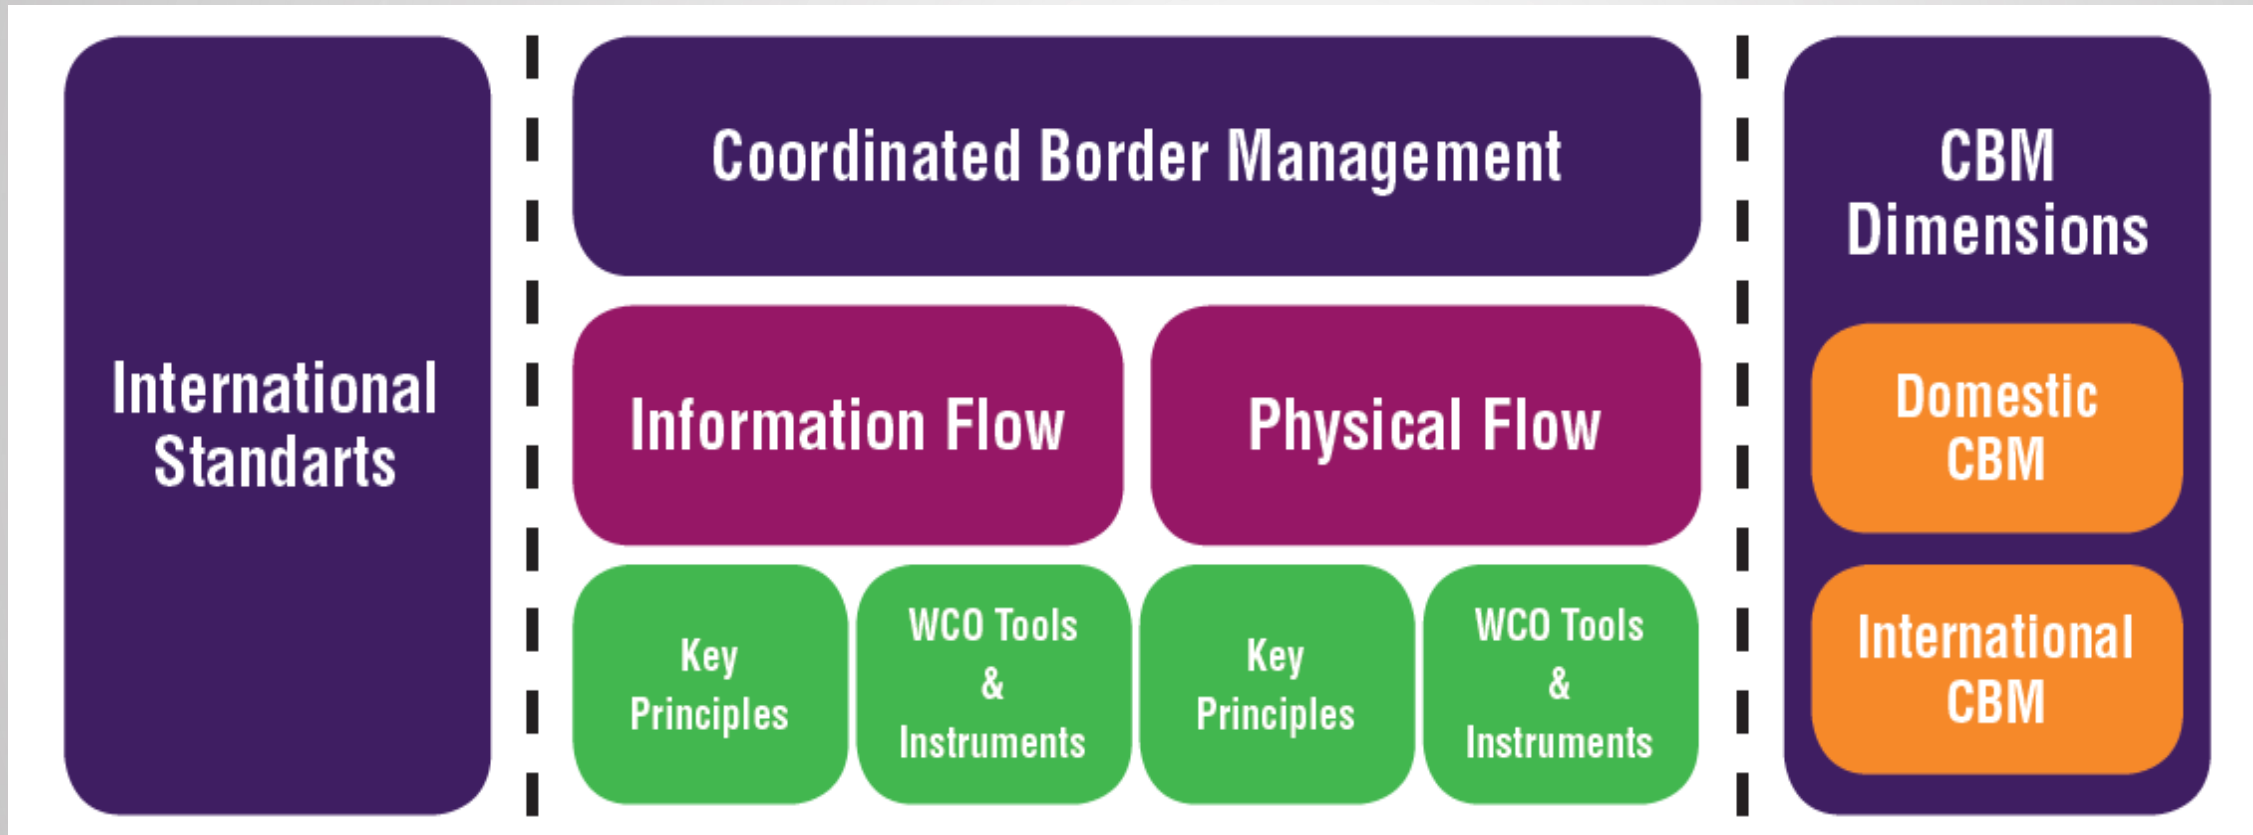 International
Standarts
Coordinated Border Management
Information Flow
Physical Flow
Key
Principles
WCO Tools
&
Instruments
Key
Principles
WCO Tools
&
Instruments
CBM
Dimensions
Domestic
CBM
International
CBM